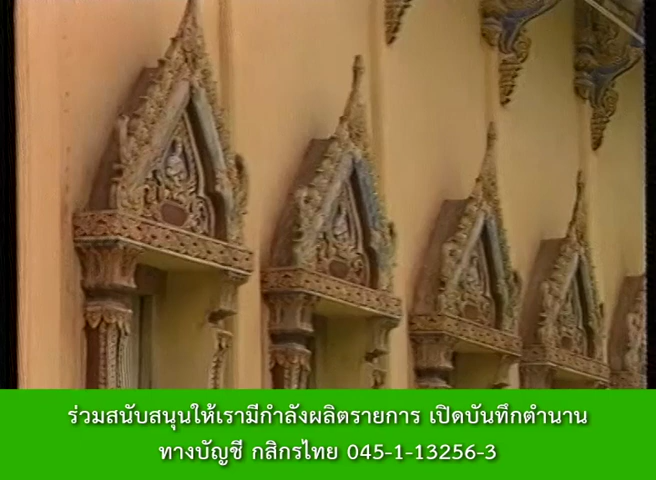 ร่วมสนับสนุนให้เรามีกำลังผลิตรายการ เปิดบันทึกตำนาน
ทางบัญชี กสิกรไทย 045-1-13256-3